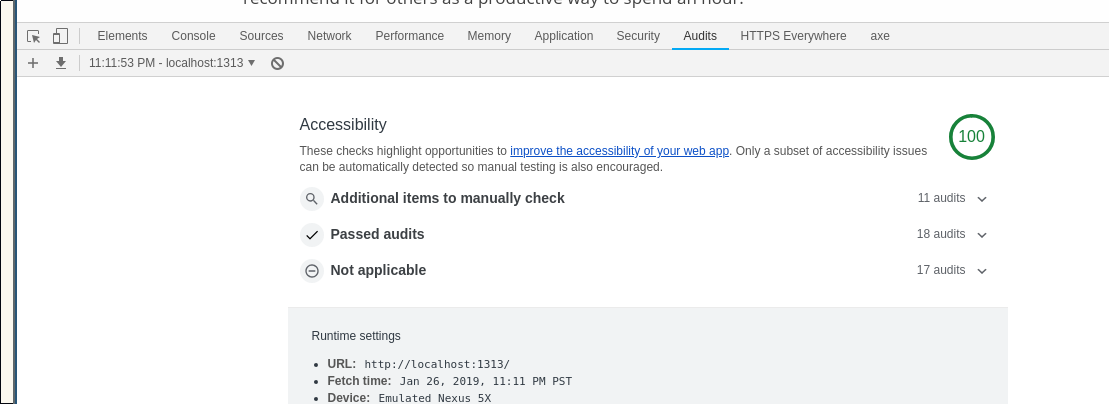 recommend it for others as a productive way to spend an hour.
Elements Console Sources Network Performance Memory Application Security Audits HTTPS Everywhere axe
11:11:53 PM - localhost:1313
Accessibility
100
These checks highlight opportunities to improve the accessibility of your web app. Only a subset of accessibility issues
can be automatically detected so manual testing is also encouraged.
Additional items to manually check 11 audits
Passed audits 18 audits
Not applicable 17 audits
Runtime settings
• URL: http://localhost:1313/
• Fetch time: Jan 26, 2019, 11:11 PM PST
• Device: Emulated Nexus 5X